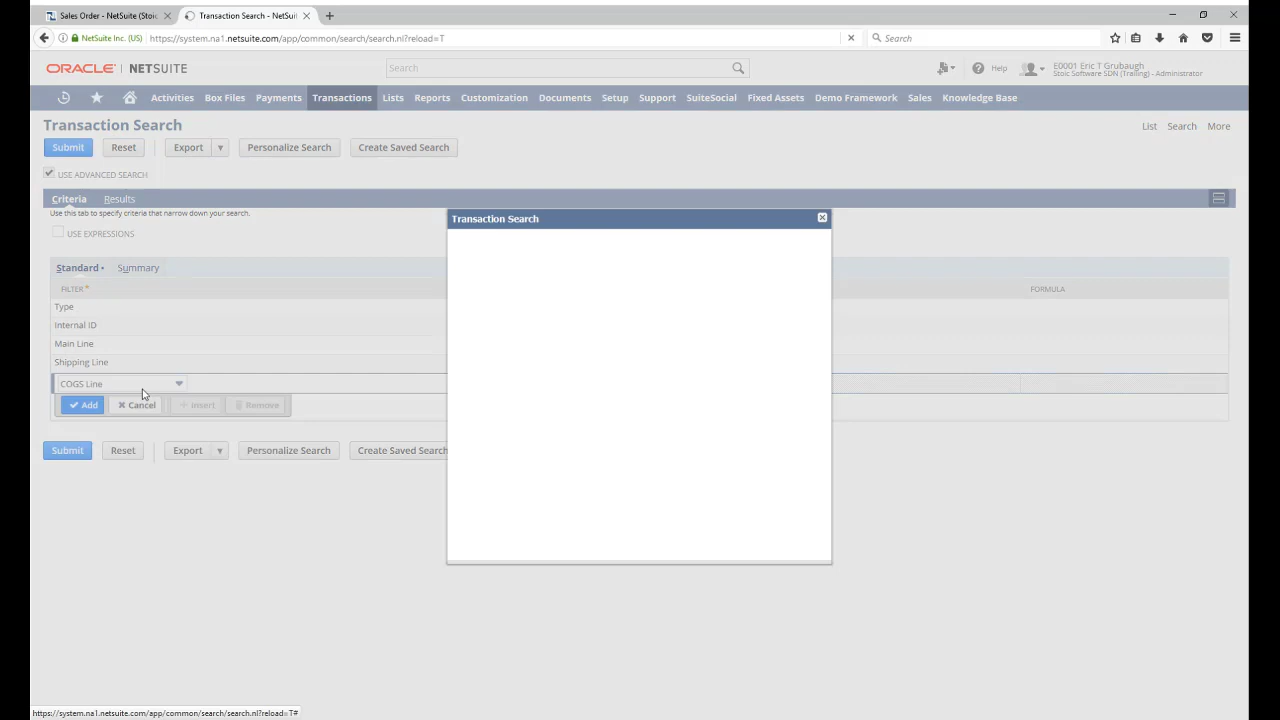 Sales Order - NetSuite (Stoic
Transaction Search - NetSuit
NetSuite Inc. (US)
https://system.na1.netsuite.com/app/common/search/search.nl?reload=T
Search
ORACLE | NETSUITE
Search
Help
E0001 Eric T Grubaugh
Stoic Software SDN (Trailing) - Administrator
Activities
Box Files
Payments
Transactions
Lists
Reports
Customization
Documents
Setup
Support
SuiteSocial
Fixed Assets
Demo Framework
Sales
Knowledge Base
Transaction Search
List
Search
More
Submit
Reset
Export
Personalize Search
Create Saved Search
USE ADVANCED SEARCH
Criteria
Results
Use this tab to specify criteria that narrow down your search.
USE EXPRESSIONS
Transaction Search
Standard •
Summary
FILTER *
FORMULA
Type
Internal ID
Main Line
Shipping Line
COGS Line
Add
Cancel
Insert
Remove
Submit
Reset
Export
Personalize Search
Create Saved Search
https://system.na1.netsuite.com/app/common/search/search.nl?reload=T#